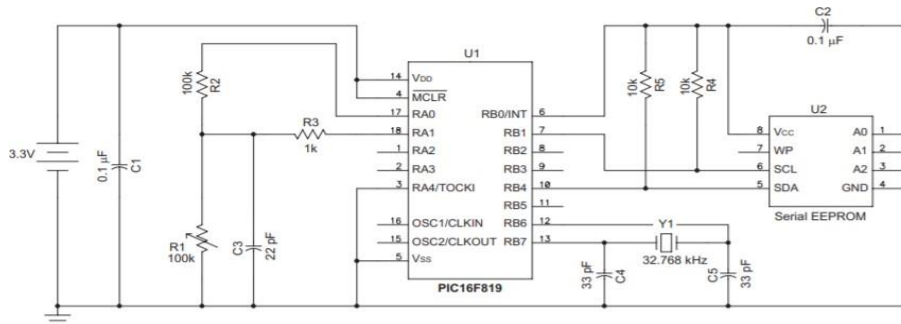 C2
0.1 µF
U1
100k
R2
14 VDD
4 MCLR
17 RA0 RB0/INT 6
R3
1k
18 RA1 RB1 7
1 RA2 RB2 8
2 RA3 RB3 9
3 RA4/TOCKI RB4 10
RB5 11
16 OSC1/CLKIN RB6 12
15 OSC2/CLKOUT RB7 13
5 VSS
PIC16F819
10k
R5
10k
R4
U2
8 VCC A0 1
7 WP A1 2
6 SCL A2 3
5 SDA GND 4
Serial EEPROM
3.3V
0.1 µF
C1
R1
100k
C3
22 pF
Y1
32.768 kHz
33 pF
C4
C5
33 pF